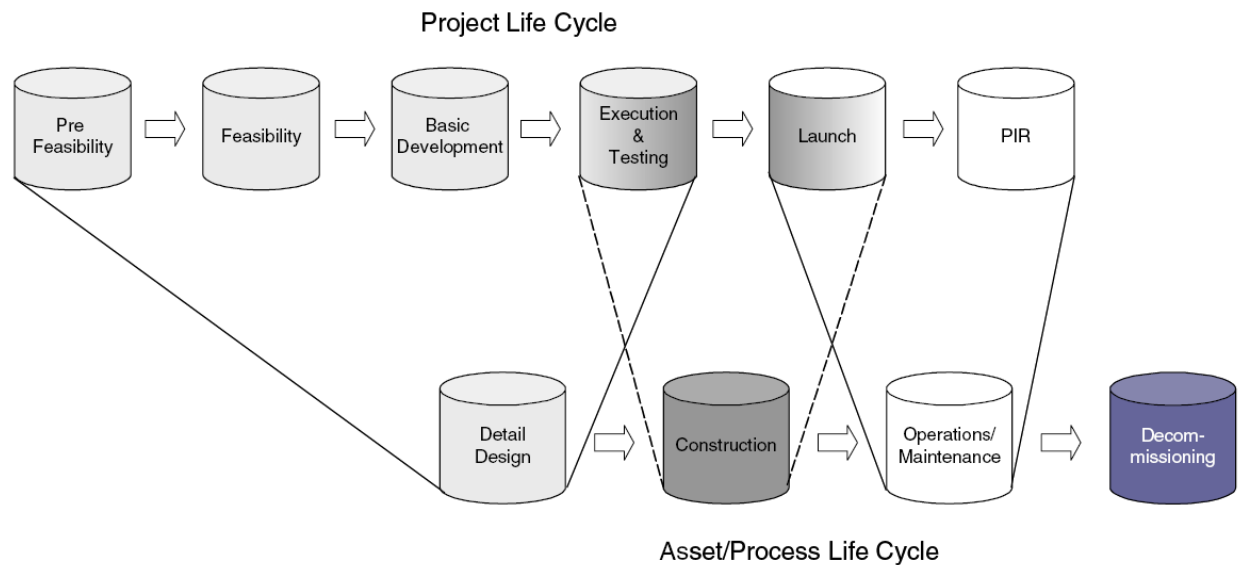 Project Life Cycle
Pre
Feasibility
Feasibility
Basic
Development
Execution
&
Testing
Launch
PIR
Detail
Design
Construction
Operations/
Maintenance
Decom-
missioning
Asset/Process Life Cycle